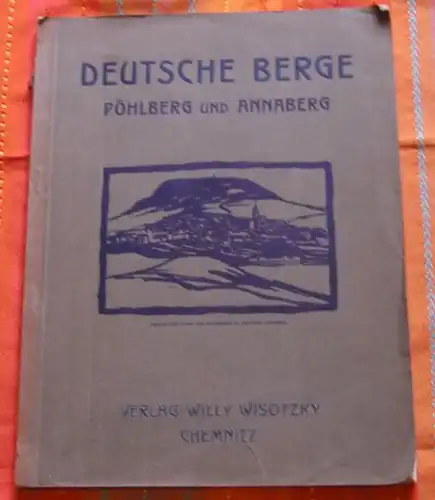 DEUTSCHE BERGE
PÖHLBERG UND ANNABERG
VERLAG WILLY WISOTZKY
CHEMNITZ